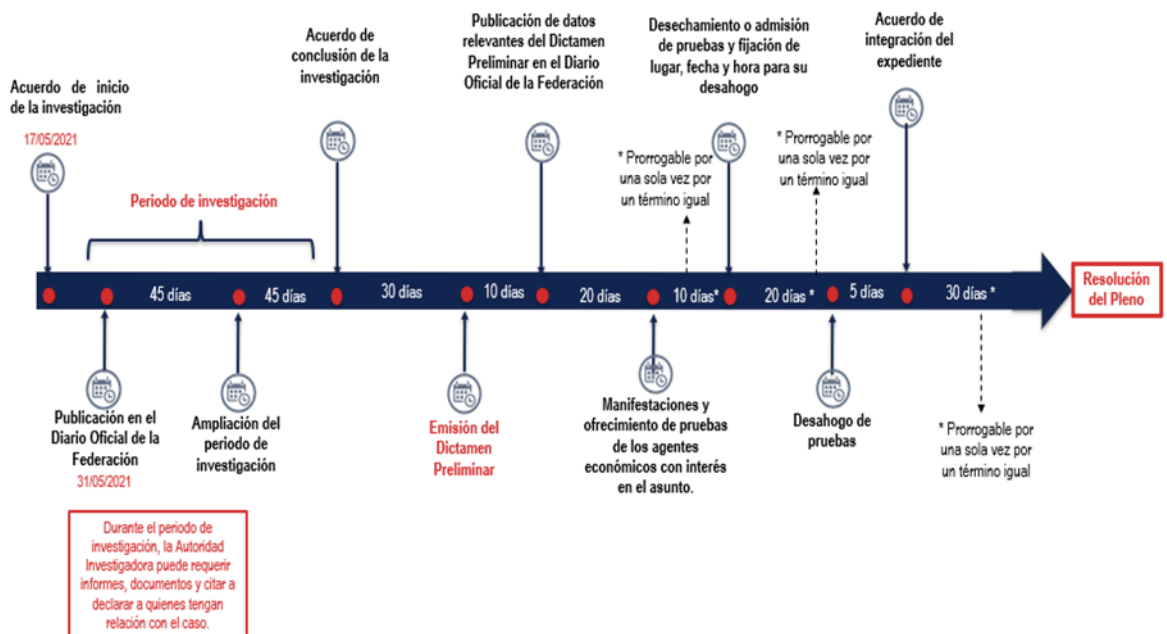 Acuerdo de inicio
de la investigación
17/05/2021
Periodo de investigación
Acuerdo de
conclusión de la
investigación
Publicación de datos
relevantes del Dictamen
Preliminar en el Diario
Oficial de la Federación
* Prorrogable por
una sola vez por
un término igual
Desechamiento o admisión
de pruebas y fijación de
lugar, fecha y hora para su
desahogo
* Prorrogable por
una sola vez por
un término igual
Acuerdo de
integración del
expediente
45 días
45 días
30 días
10 días
20 días
10 días*
20 días *
5 días
30 días *
Resolución
del Pleno
Publicación en el
Diario Oficial de la
Federación
31/05/2021
Durante el periodo de
investigación, la Autoridad
Investigadora puede requerir
informes, documentos y citar a
declarar a quienes tengan
relación con el caso.
Ampliación del
periodo de
investigación
Emisión del
Dictamen
Preliminar
Manifestaciones y
ofrecimiento de pruebas
de los agentes
económicos con interés
en el asunto.
Desahogo de
pruebas
* Prorrogable por
una sola vez por
un término igual